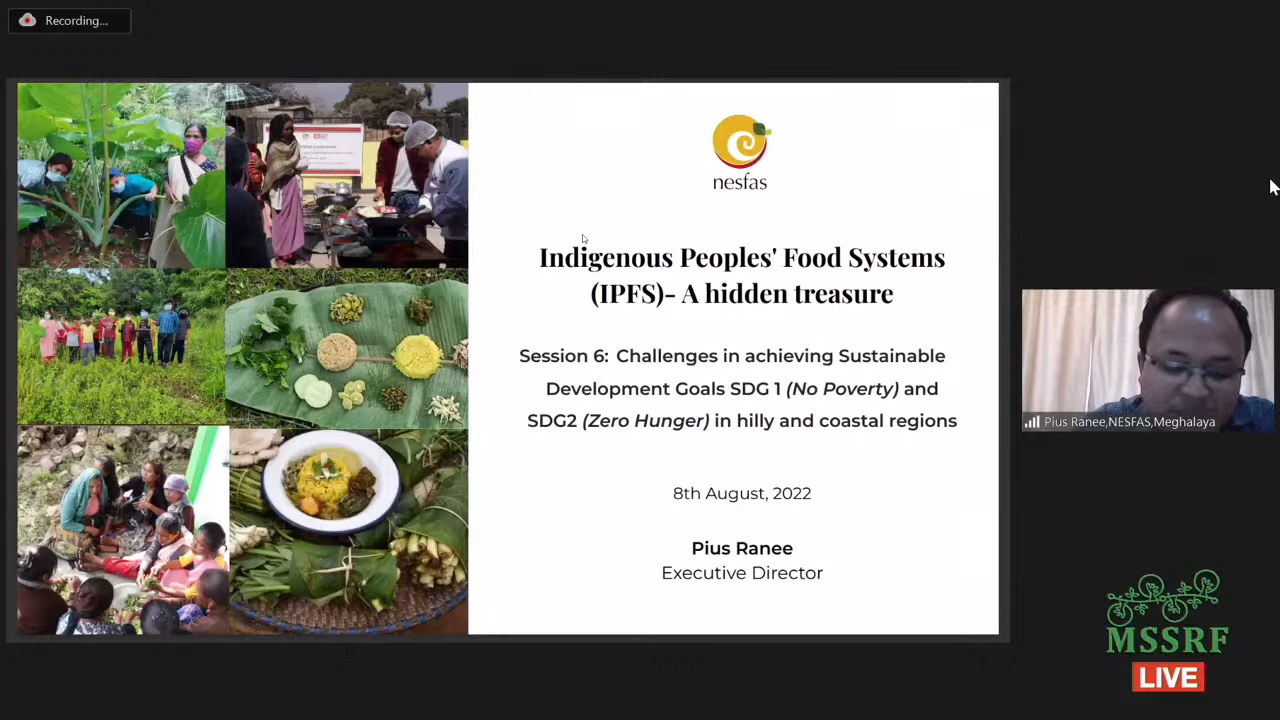 Recording...
nesfas
Indigenous Peoples' Food Systems
(IPFS)- A hidden treasure
Session 6: Challenges in achieving Sustainable
Development Goals SDG 1 (No Poverty) and
SDG2 (Zero Hunger) in hilly and coastal regions
8th August, 2022
Pius Ranee
Executive Director
Pius Ranee,NESFAS,Meghalaya
MSSRF
LIVE